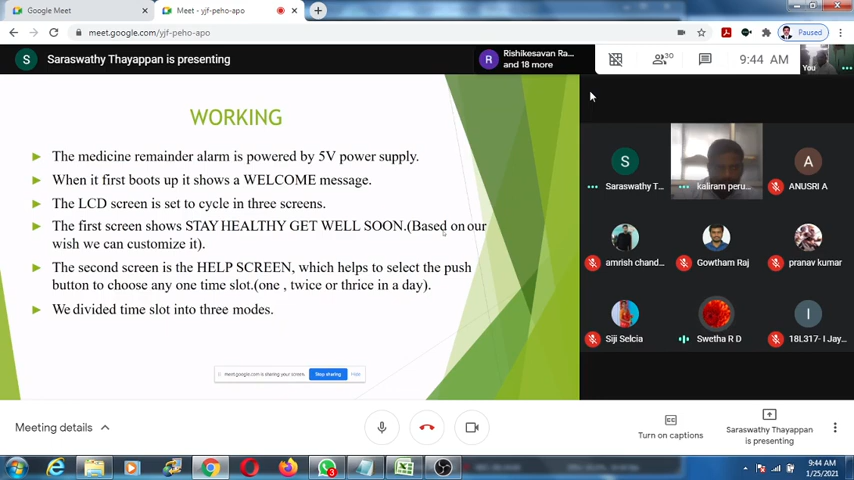 Google Meet
Meet - yjf-peho-apo
meet.google.com/yjf-peho-apo
Paused
S
Saraswathy Thayappan is presenting
R
Rishikesavan Ra...
and 18 more
30
9:44 AM
You
WORKING
The medicine remainder alarm is powered by 5V power supply.
When it first boots up it shows a WELCOME message.
The LCD screen is set to cycle in three screens.
The first screen shows STAY HEALTHY GET WELL SOON.(Based on our
wish we can customize it).
The second screen is the HELP SCREEN, which helps to select the push
button to choose any one time slot.(one , twice or thrice in a day).
We divided time slot into three modes.
meet.google.com is sharing your screen.
Stop sharing
Hide
S
Saraswathy T...
kaliram peru...
A
ANUSRI A
amrish chand...
Gowtham Raj
pranav kumar
Siji Selcia
Swetha R D
I
18L317- I Jay...
Meeting details
Turn on captions
Saraswathy Thayappan
is presenting
3
9:44 AM
1/25/2021